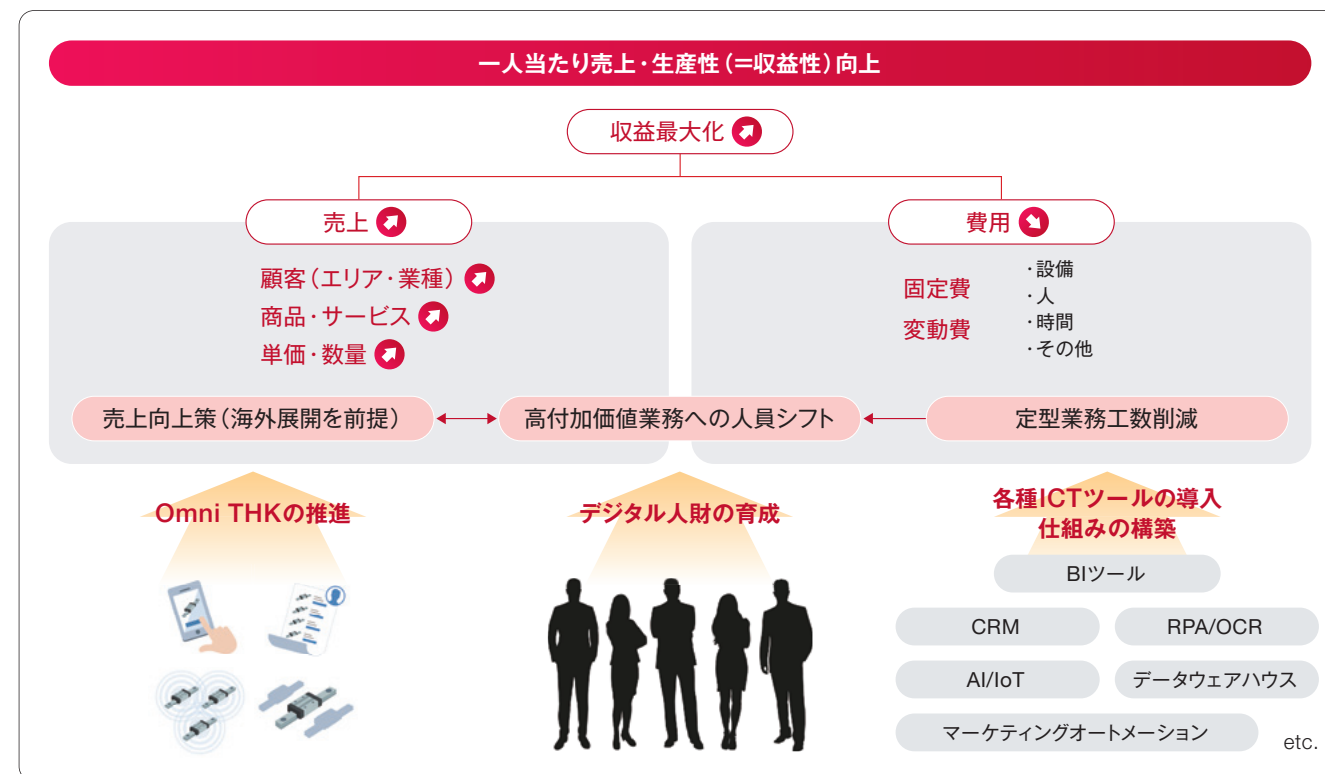 一人当たり売上・生産性（＝収益性）向上
収益最大化
売上
顧客（エリア・業種）
商品・サービス
単価・数量
費用
固定費
変動費
・設備
・人
・時間
・その他
売上向上策（海外展開を前提）
高付加価値業務への人員シフト
定型業務工数削減
Omni THKの推進
デジタル人財の育成
各種ICTツールの導入
仕組みの構築
BIツール
CRM
RPA/OCR
AI/IoT
データウェアハウス
マーケティングオートメーション
etc.